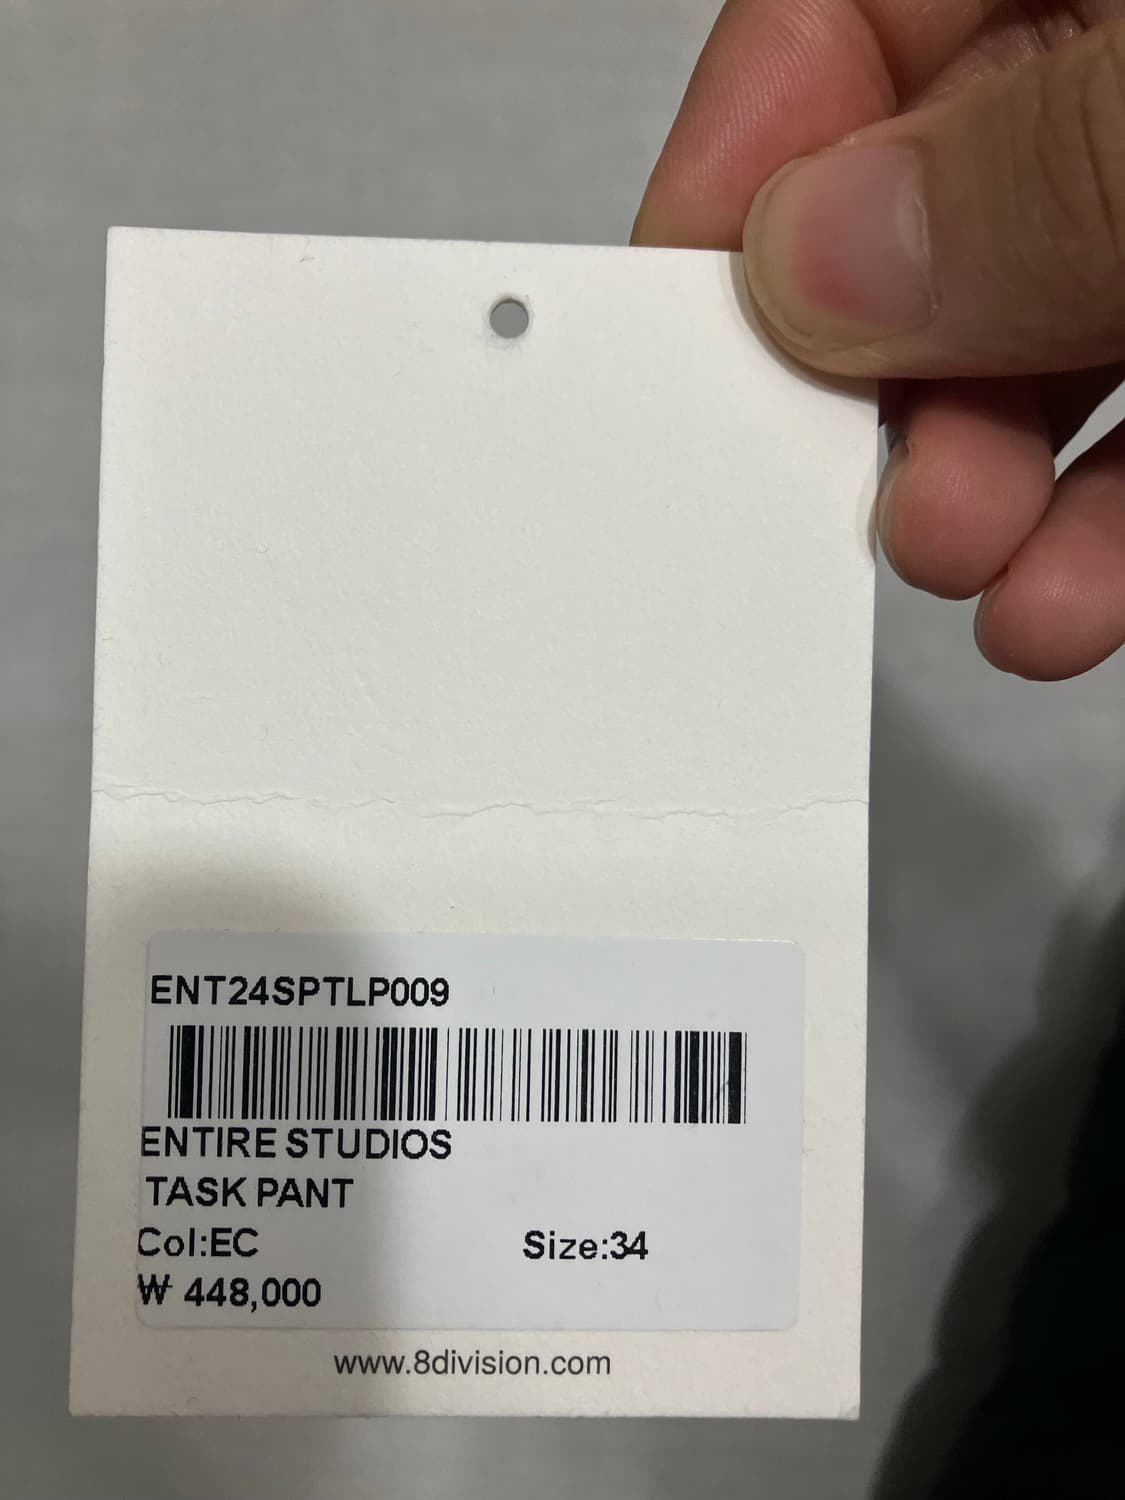 ENT24SPTLP009
ENTIRE STUDIOS
TASK PANT
Col:EC Size:34
₩ 448,000
www.8division.com